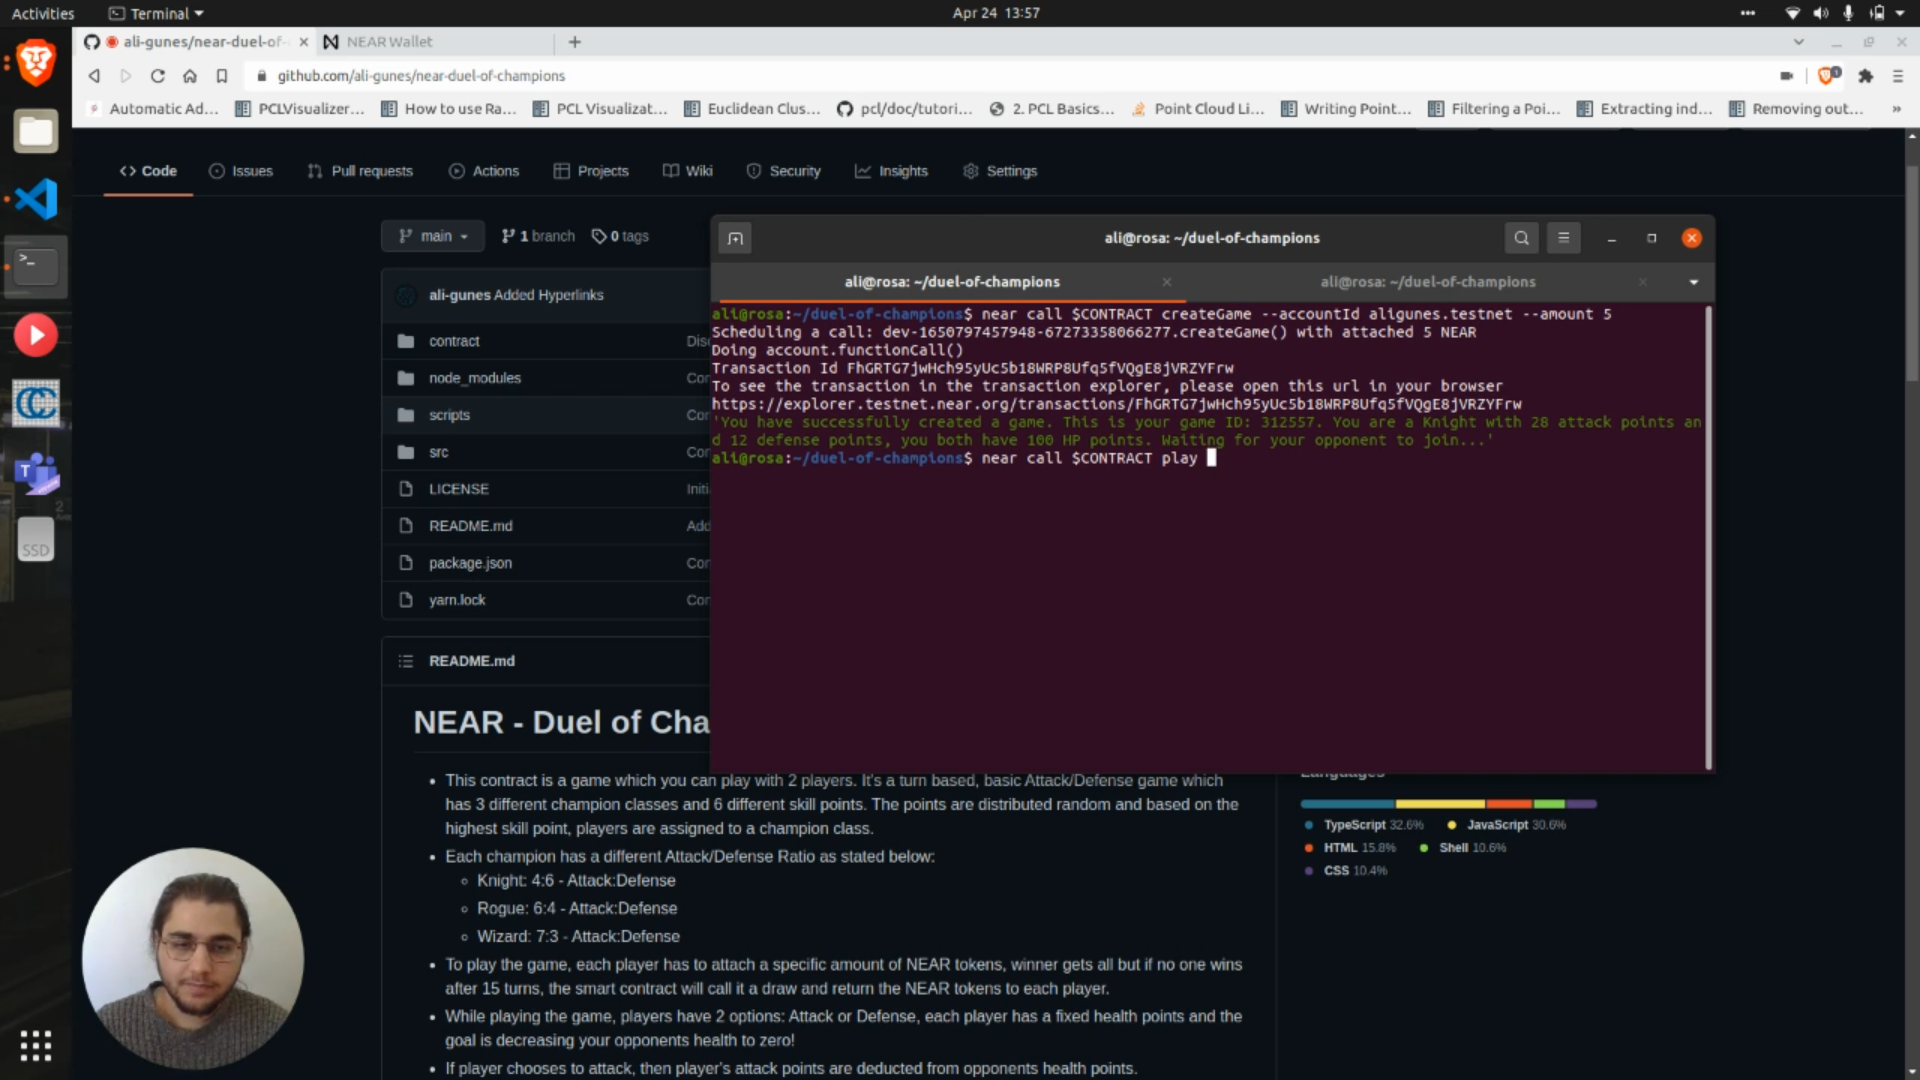 Activities
Terminal
Apr 24 13:57
ali-gunes/near-duel-of-
NEAR Wallet
github.com/ali-gunes/near-duel-of-champions
Automatic Ad...
PCLVisualizer...
How to use Ra...
PCL Visualizat...
Euclidean Clus...
pcl/doc/tutori...
2. PCL Basics...
Point Cloud Li...
Writing Point...
Filtering a Poi...
Extracting ind...
Removing out...
»
<> Code
Issues
Pull requests
Actions
Projects
Wiki
Security
Insights
Settings
main
1 branch
0 tags
ali-gunes Added Hyperlinks
contract
node_modules
scripts
src
LICENSE
README.md
package.json
yarn.lock
Disc
Con
Con
Con
Initi
Add
Con
Con
ali@rosa: ~/duel-of-champions
ali@rosa: ~/duel-of-champions
ali@rosa: ~/duel-of-champions
ali@rosa:~/duel-of-champions$ near call $CONTRACT createGame --accountId aligunes.testnet --amount 5
Scheduling a call: dev-1650797457948-67273358066277.createGame() with attached 5 NEAR
Doing account.functionCall()
Transaction Id FhGRTG7jwHch95yUc5b18WRP8Ufq5fVQgE8jVRZYFrw
To see the transaction in the transaction explorer, please open this url in your browser
https://explorer.testnet.near.org/transactions/FhGRTG7jwHch95yUc5b18WRP8Ufq5fVQgE8jVRZYFrw
'You have successfully created a game. This is your game ID: 312557. You are a Knight with 28 attack points an
d 12 defense points, you both have 100 HP points. Waiting for your opponent to join...'
ali@rosa:~/duel-of-champions$ near call $CONTRACT play
README.md
NEAR - Duel of Cha
This contract is a game which you can play with 2 players. It's a turn based, basic Attack/Defense game which
has 3 different champion classes and 6 different skill points. The points are distributed random and based on the
highest skill point, players are assigned to a champion class.
Each champion has a different Attack/Defense Ratio as stated below:
Knight: 4:6 - Attack:Defense
Rogue: 6:4 - Attack:Defense
Wizard: 7:3 - Attack:Defense
To play the game, each player has to attach a specific amount of NEAR tokens, winner gets all but if no one wins
after 15 turns, the smart contract will call it a draw and return the NEAR tokens to each player.
While playing the game, players have 2 options: Attack or Defense, each player has a fixed health points and the
goal is decreasing your opponents health to zero!
If player chooses to attack, then player's attack points are deducted from opponents health points.
Languages
TypeScript 32.6%
JavaScript 30.6%
HTML 15.8%
Shell 10.6%
CSS 10.4%
SSD